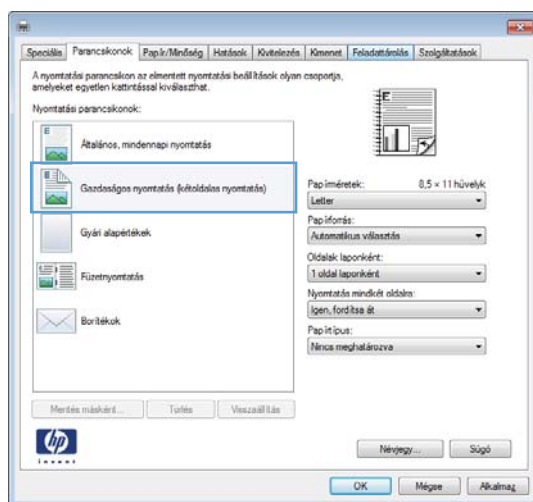 Speciális Parancsikonok Papír/Minőség Hatások Kivitelezés Kimenet Feladattárolás Szolgáltatások
A nyomtatási parancsikon az elmentett nyomtatási beállítások olyan csoportja,
amelyeket egyetlen kattintással kiválaszthat.
Nyomtatási parancsikonok:
E
Általános, mindennapi nyomtatás
Gazdaságos nyomtatás (kétoldalas nyomtatás)
Gyári alapértékek
Füzetnyomtatás
Borítékok
Mentés másként... Törlés Visszaállítás
E
Papírméretek: 8,5 × 11 hüvelyk
Letter
Papírforrás:
Automatikus választás
Oldalak laponként:
1 oldal laponként
Nyomtatás mindkét oldalra:
Igen, fordítsa át
Papírtípus:
Nincs meghatározva
hp
invent
Névjegy... Súgó
OK Mégse Alkalmaz